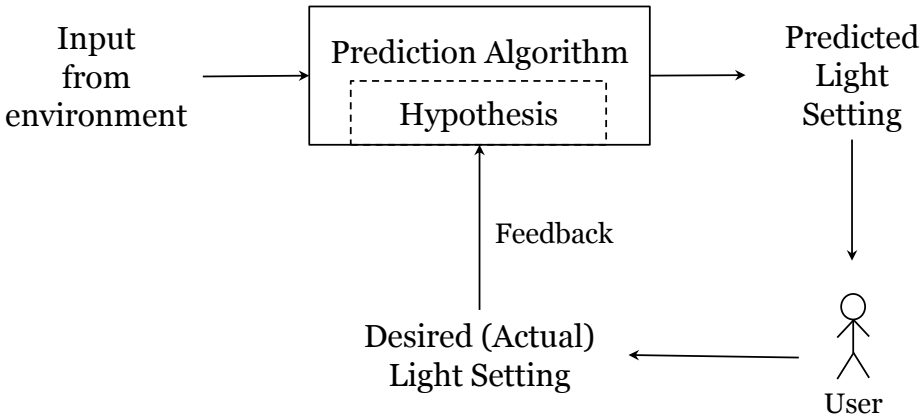 Input
from
environment
Prediction Algorithm
Hypothesis
Predicted
Light
Setting
Feedback
Desired (Actual)
Light Setting
User